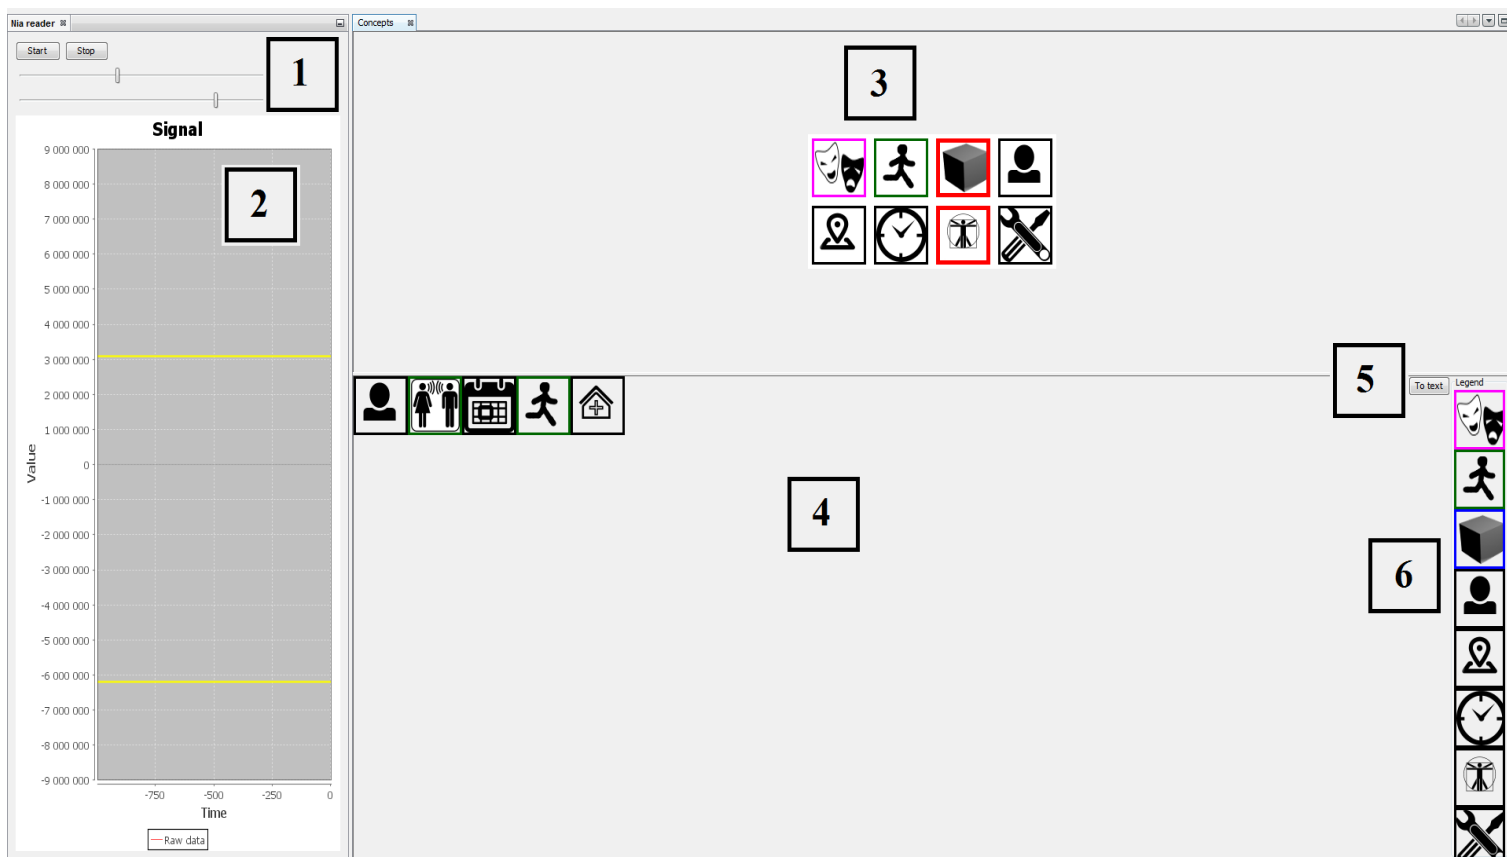 Nia reader
Concepts
Start Stop
1
3
Signal
9 000 000
8 000 000
2
7 000 000
6 000 000
5 000 000
4 000 000
3 000 000
2 000 000
1 000 000
0
-1 000 000
-2 000 000
-3 000 000
-4 000 000
-5 000 000
-6 000 000
-7 000 000
-8 000 000
-9 000 000
Value
-750 -500 -250 0
Time
Raw data
5
To text
Legend
4
6